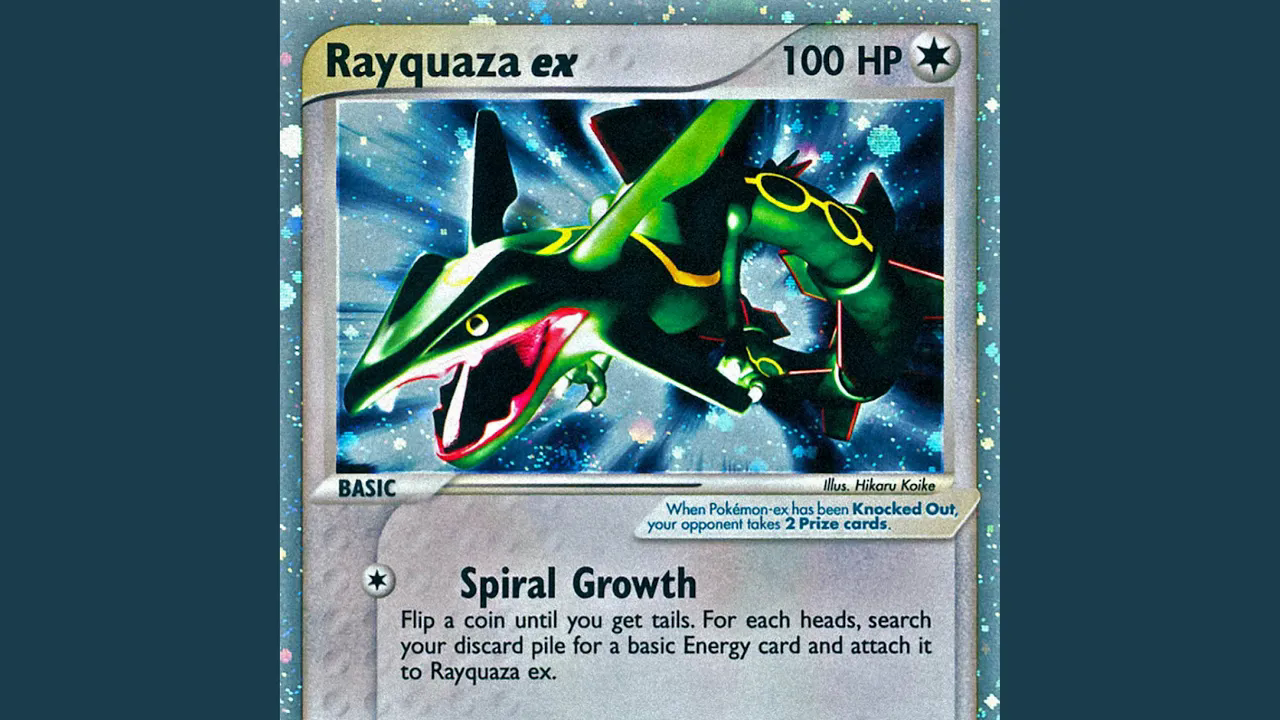 Rayquaza ex 100 HP
BASIC
Illus. Hikaru Koike
When Pokémon-ex has been Knocked Out,
your opponent takes 2 Prize cards.
Spiral Growth
Flip a coin until you get tails. For each heads, search
your discard pile for a basic Energy card and attach it
to Rayquaza ex.